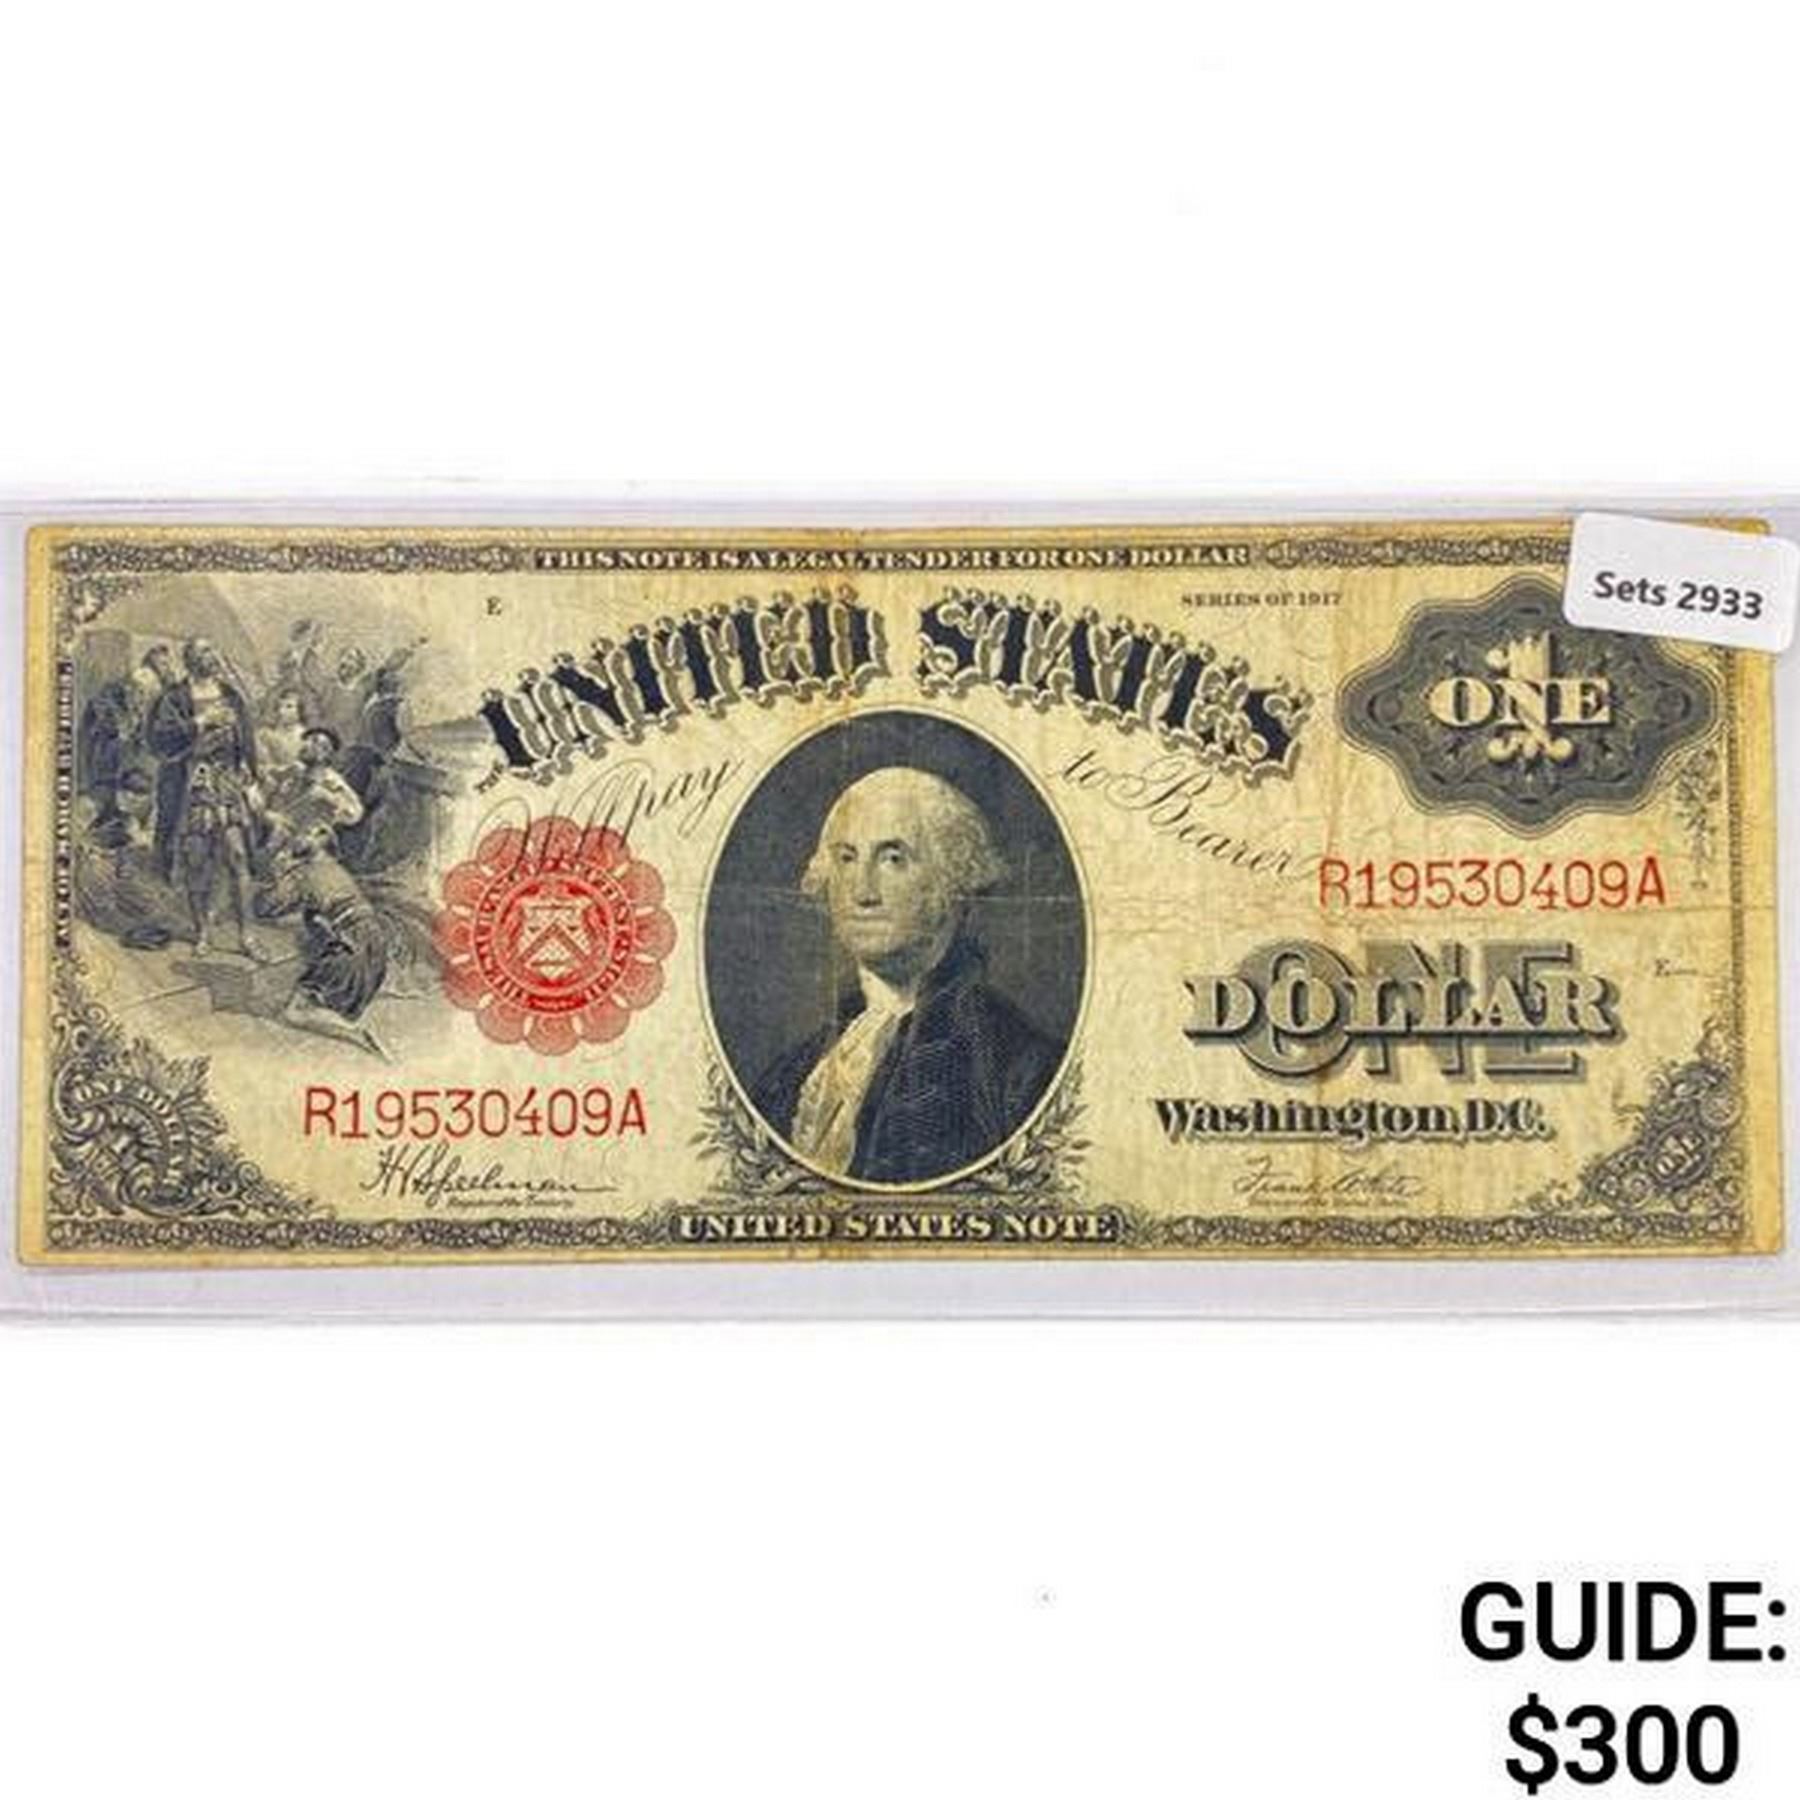 THIS NOTE IS A LEGAL TENDER FOR ONE DOLLAR
Sets 2933
E
SERIES OF 1917
UNITED STATES
ONE
Will pay to Bearer
R19530409A
ONE
DOLLAR
Washington, D.C.
R19530409A
UNITED STATES NOTE
GUIDE:
$300